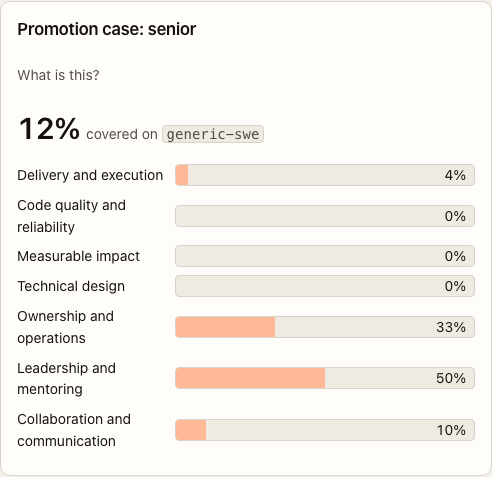 Promotion case: senior
What is this?
12% covered on generic-swe
Delivery and execution 4%
Code quality and
reliability 0%
Measurable impact 0%
Technical design 0%
Ownership and
operations 33%
Leadership and
mentoring 50%
Collaboration and
communication 10%